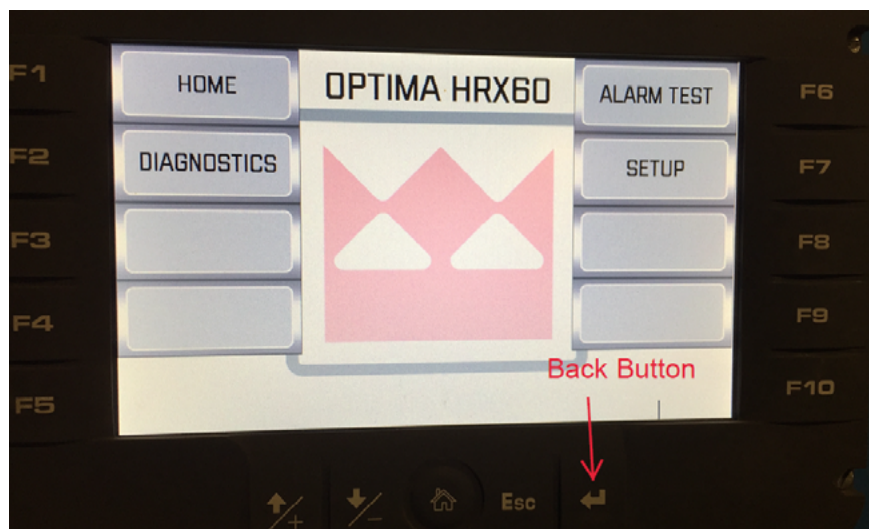 F1
HOME
OPTIMA HRX60
ALARM TEST
F6
F2
DIAGNOSTICS
SETUP
F7
F3
F8
F4
F9
Back Button
F5
F10
+
-
Esc